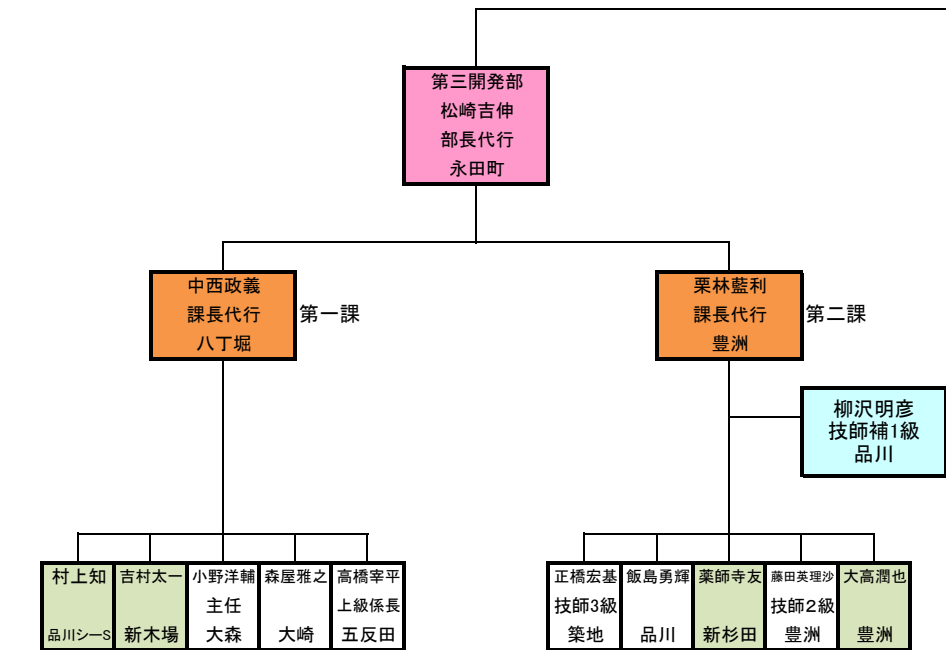 第三開発部
松崎吉伸
部長代行
永田町
中西政義
課長代行
八丁堀
第一課
栗林藍利
課長代行
豊洲
第二課
柳沢明彦
技師補1級
品川
村上知
品川シーS
吉村太一
新木場
小野洋輔
主任
大森
森屋雅之
大崎
高橋宰平
上級係長
五反田
正橋宏基
技師3級
築地
飯島勇輝
品川
薬師寺友
新杉田
藤田英理沙
技師２級
豊洲
大高潤也
豊洲